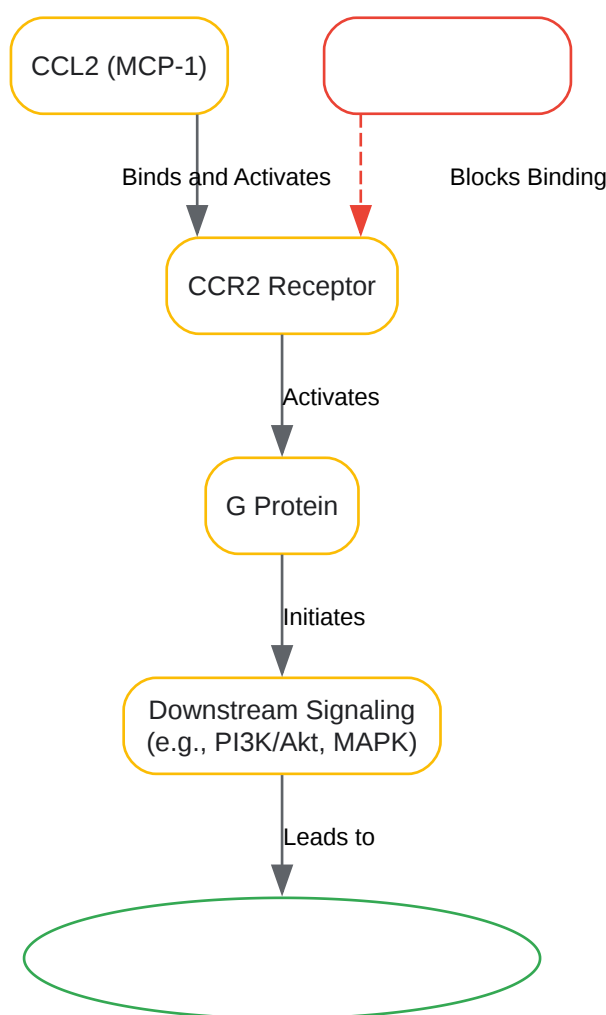 CCL2 (MCP-1)
Binds and Activates
Blocks Binding
CCR2 Receptor
Activates
G Protein
Initiates
Downstream Signaling
(e.g., PI3K/Akt, MAPK)
Leads to